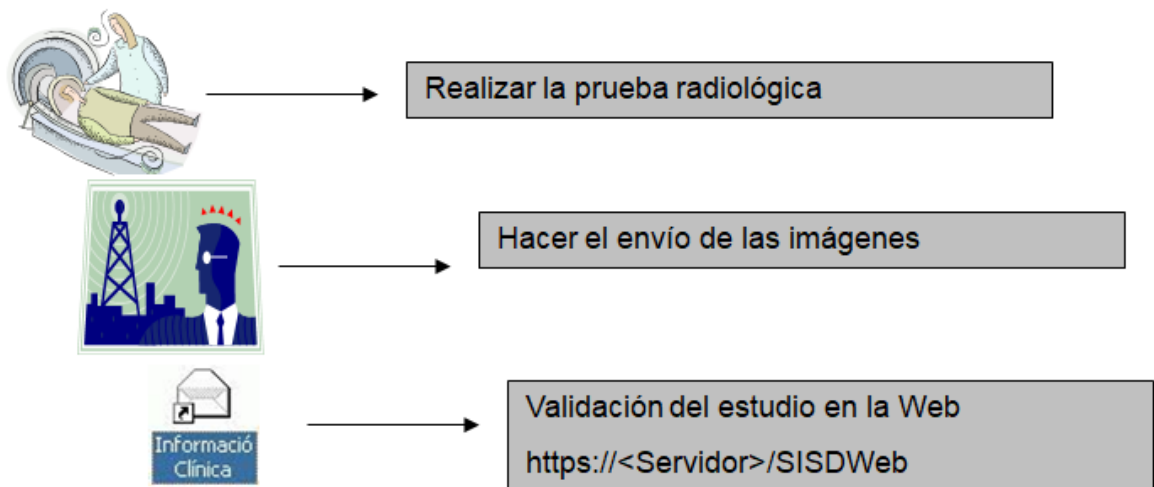 Realizar la prueba radiológica
Hacer el envío de las imágenes
Informació
Clínica
Validación del estudio en la Web
https://<Servidor>/SISDWeb